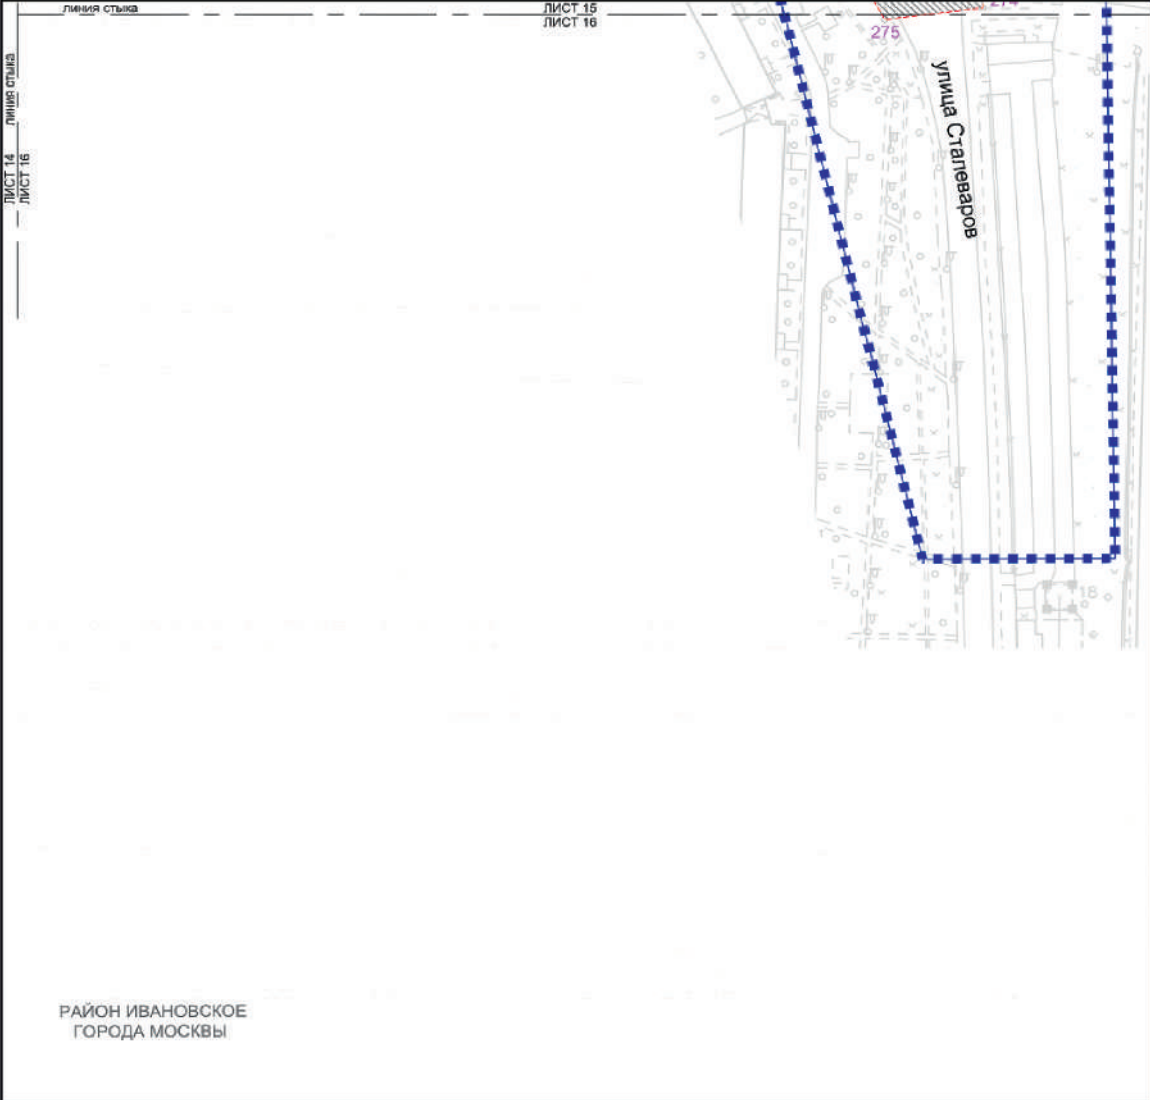 линия стыка
ЛИСТ 15
ЛИСТ 16
линия стыка
ЛИСТ 14
ЛИСТ 16
274
275
улица Сталеваров
18
РАЙОН ИВАНОВСКОЕ
ГОРОДА МОСКВЫ